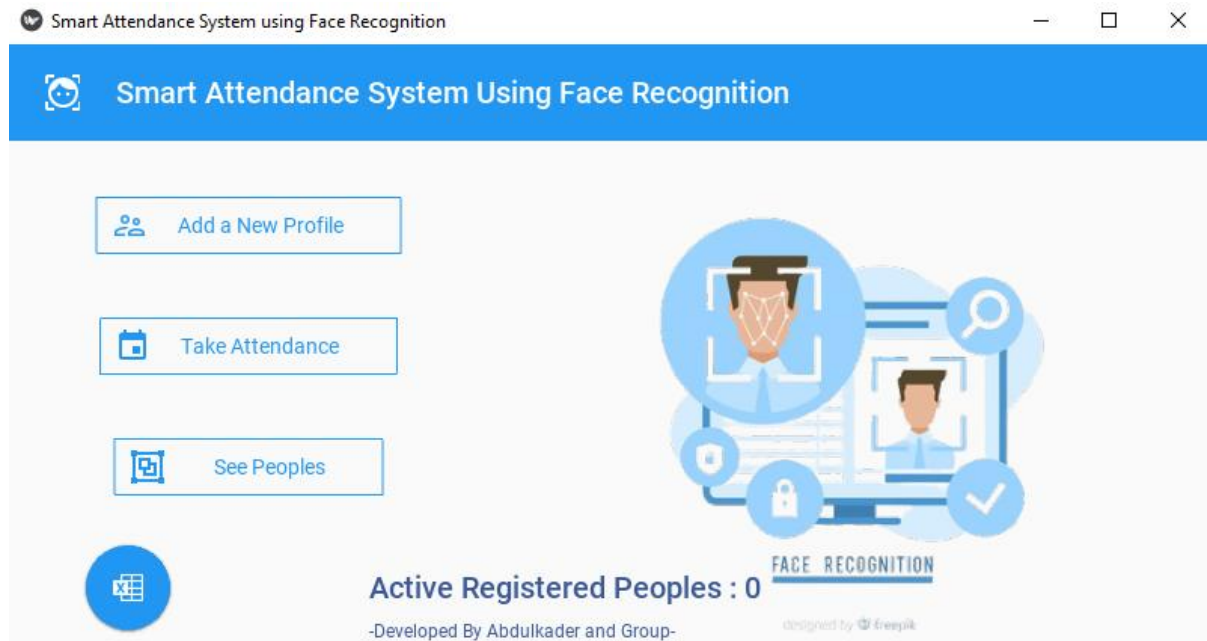 Smart Attendance System using Face Recognition
Smart Attendance System Using Face Recognition
Add a New Profile
Take Attendance
See Peoples
FACE RECOGNITION
Active Registered Peoples : 0
designed by freepik
-Developed By Abdulkader and Group-